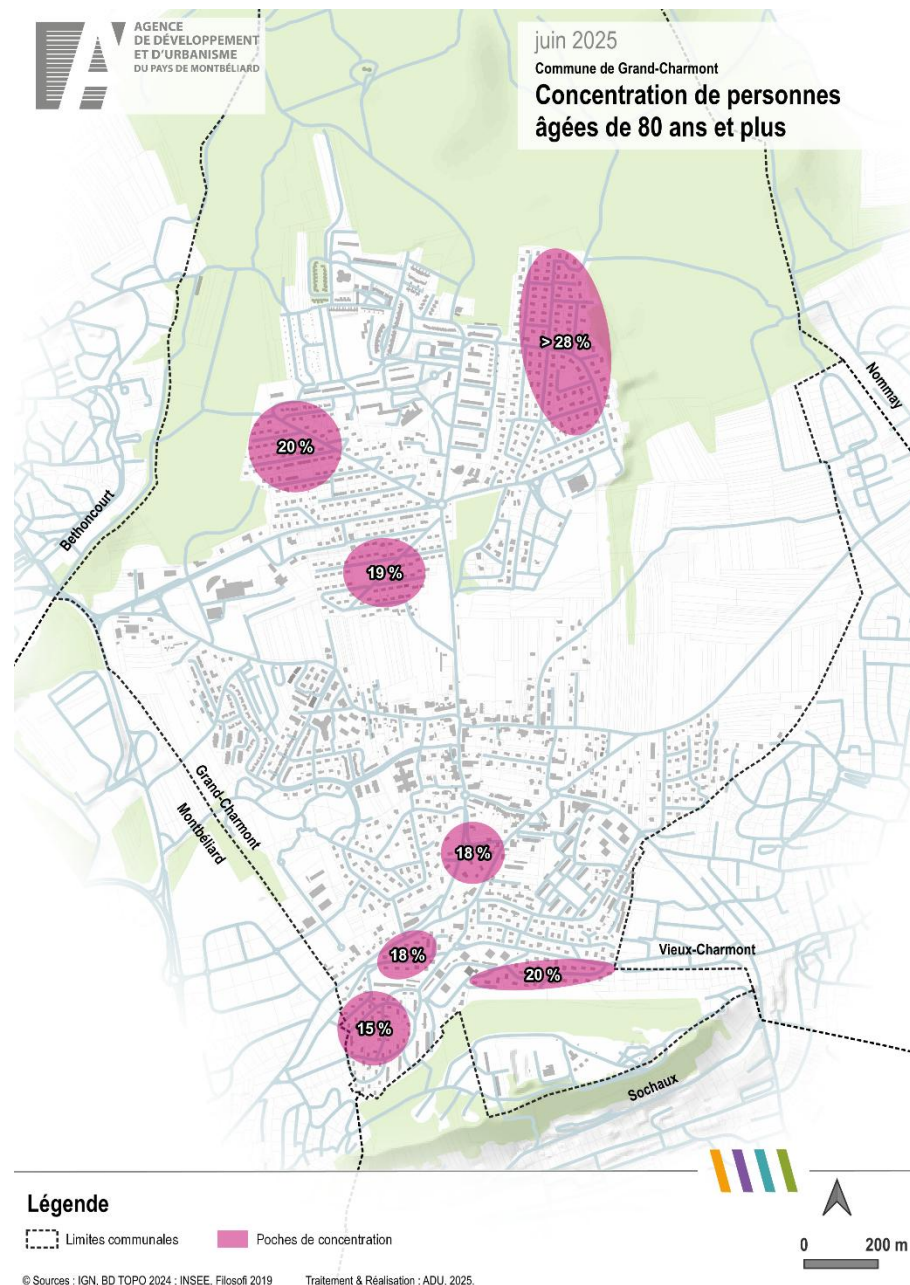 AGENCE
DE DÉVELOPPEMENT
ET D'URBANISME
DU PAYS DE MONTBÉLIARD
juin 2025
Commune de Grand-Charmont
Concentration de personnes
âgées de 80 ans et plus
> 28 %
Nommay
20 %
Bethoncourt
19 %
Grand-Charmont
Montbéliard
18 %
18 %
Vieux-Charmont
20 %
15 %
Sochaux
Légende
Limites communales
Poches de concentration
0 200 m
© Sources : IGN, BD TOPO 2024 ; INSEE, Filosofi 2019 Traitement & Réalisation : ADU, 2025.